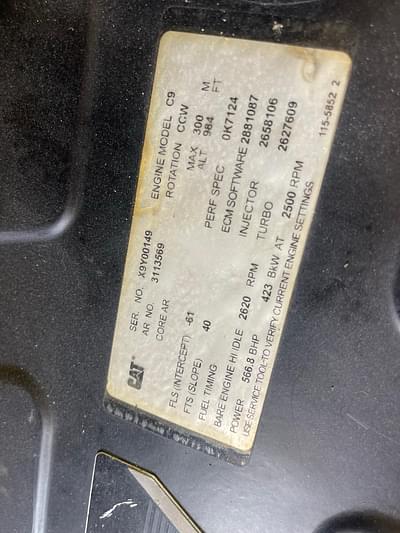 CAT®
SER. NO. X9Y00149 ENGINE MODEL C9
AR NO. 3113569 ROTATION CCW
CORE AR MAX ALT 300 M 984 FT
FLS (INTERCEPT) -61 PERF SPEC 0K7124
FTS (SLOPE) 40 ECM SOFTWARE 2881087
FUEL TIMING INJECTOR 2658106
BARE ENGINE HI IDLE 2620 RPM TURBO 2627609
POWER 566.8 BHP 423 BkW AT 2500 RPM
USE SERVICE TOOL TO VERIFY CURRENT ENGINE SETTINGS 115-5852 2